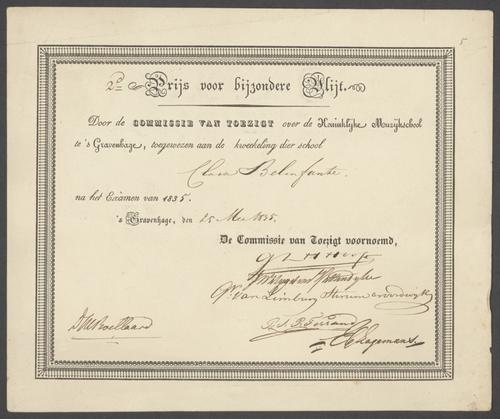 5
2de Prijs voor bijzondere Vlijt.
Door de COMMISSIE VAN TOEZIGT over de Koninklijke Muzijkschool
te 's Gravenhage, toegewezen aan de kweekeling dier school
Clara Belinfante.
na het Examen van 1835.
's Gravenhage, den 25 Mei 1835.
De Commissie van Toezigt voornoemd,
van Limburg